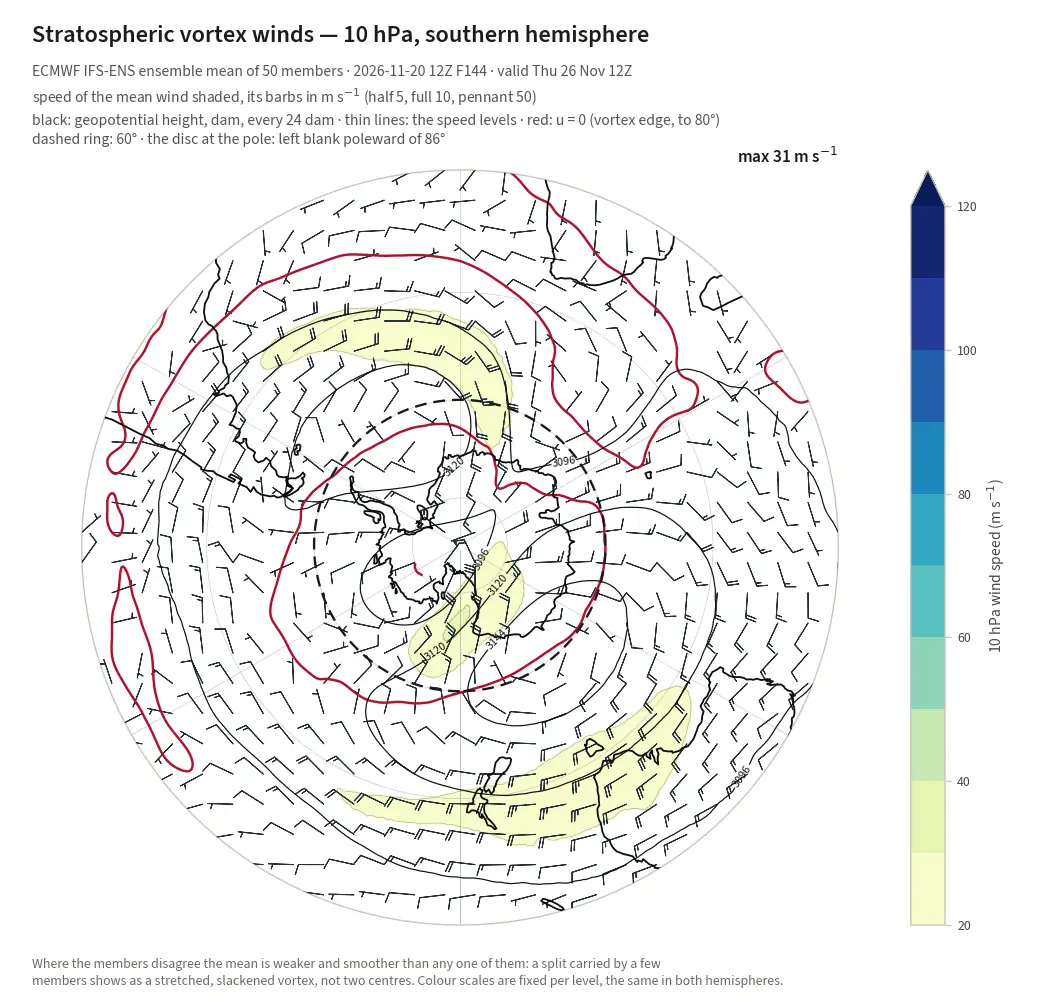 Stratospheric vortex winds — 10 hPa, southern hemisphere
ECMWF IFS-ENS ensemble mean of 50 members · 2026-11-20 12Z F144 · valid Thu 26 Nov 12Z
speed of the mean wind shaded, its barbs in m s⁻¹ (half 5, full 10, pennant 50)
black: geopotential height, dam, every 24 dam · thin lines: the speed levels · red: u = 0 (vortex edge, to 80°)
dashed ring: 60° · the disc at the pole: left blank poleward of 86°
max 31 m s⁻¹
120
100
80
60
40
20
10 hPa wind speed (m s⁻¹)
3120
3096
3096
3120
3120
3096
Where the members disagree the mean is weaker and smoother than any one of them: a split carried by a few
members shows as a stretched, slackened vortex, not two centres. Colour scales are fixed per level, the same in both hemispheres.